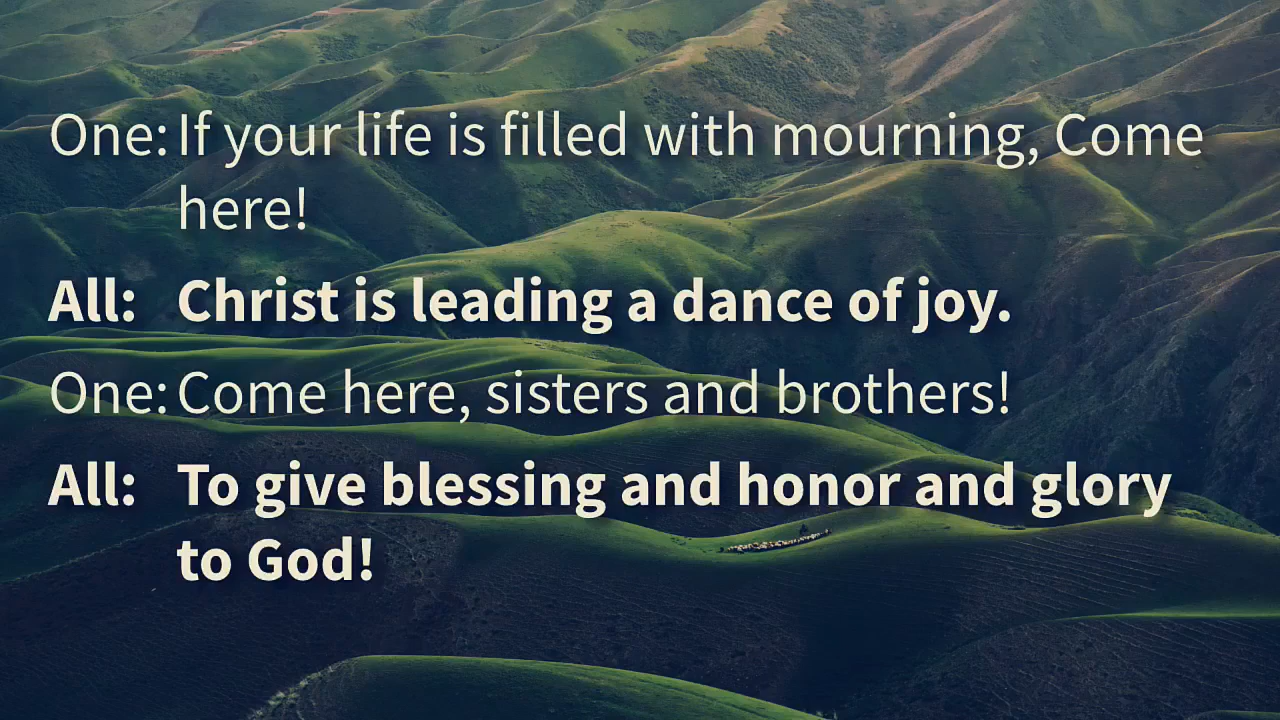 One: If your life is filled with mourning, Come
here!
All: Christ is leading a dance of joy.
One: Come here, sisters and brothers!
All: To give blessing and honor and glory
to God!